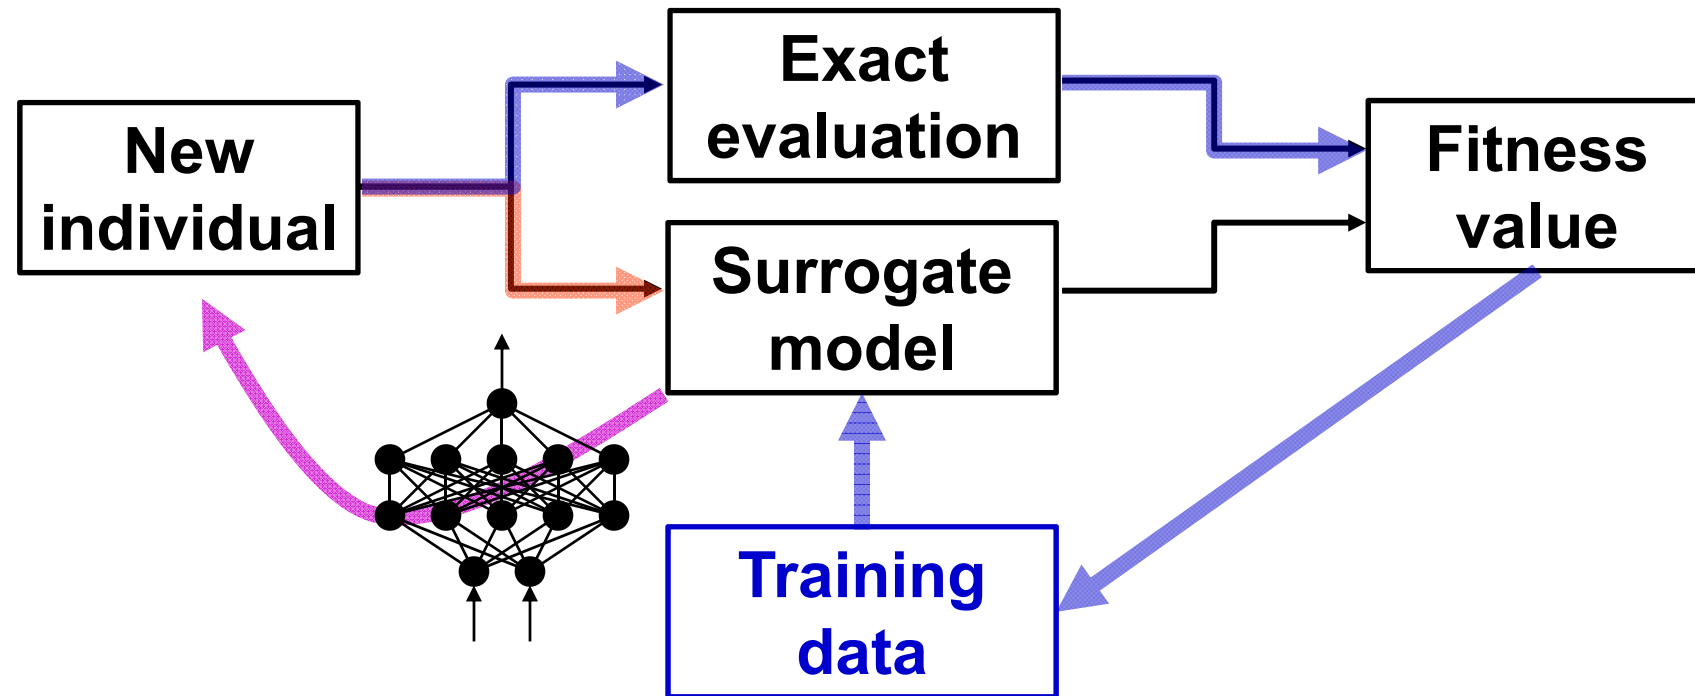 New
individual
Exact
evaluation
Surrogate
model
Fitness
value
Training
data